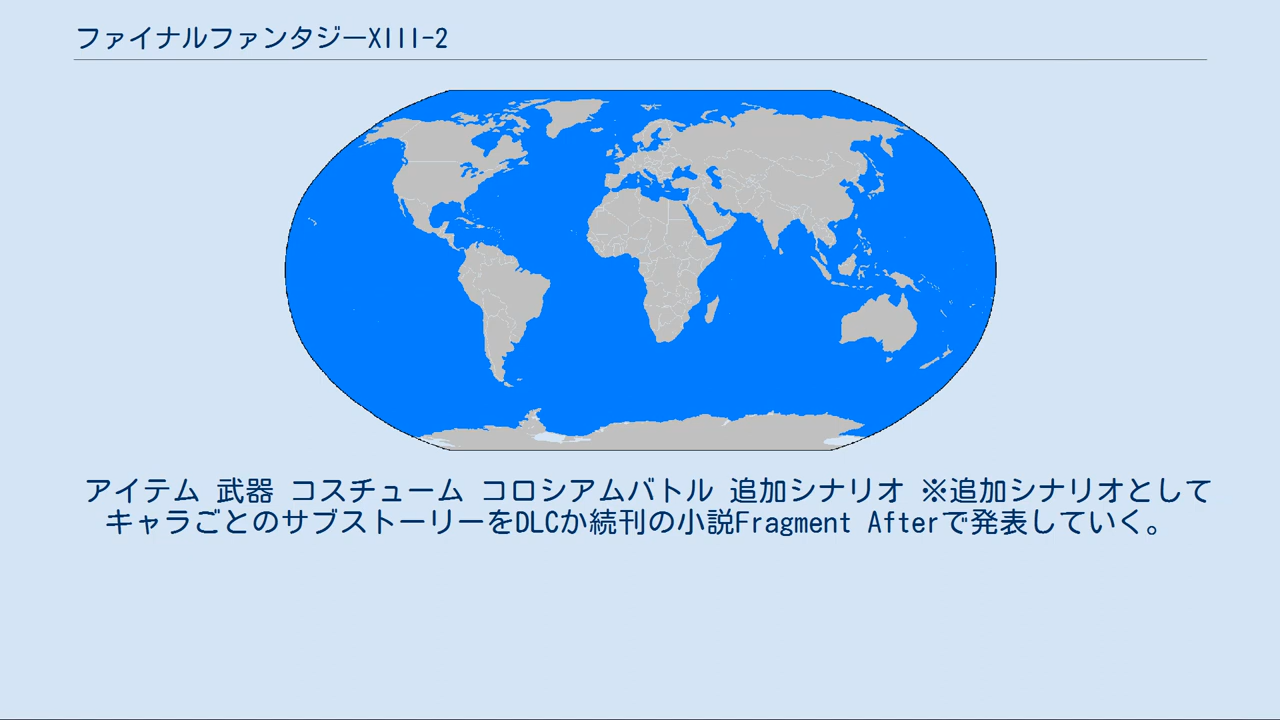 ファイナルファンタジーXIII-2
アイテム 武器 コスチューム コロシアムバトル 追加シナリオ ※追加シナリオとして
キャラごとのサブストーリーをDLCか続刊の小説Fragment Afterで発表していく。